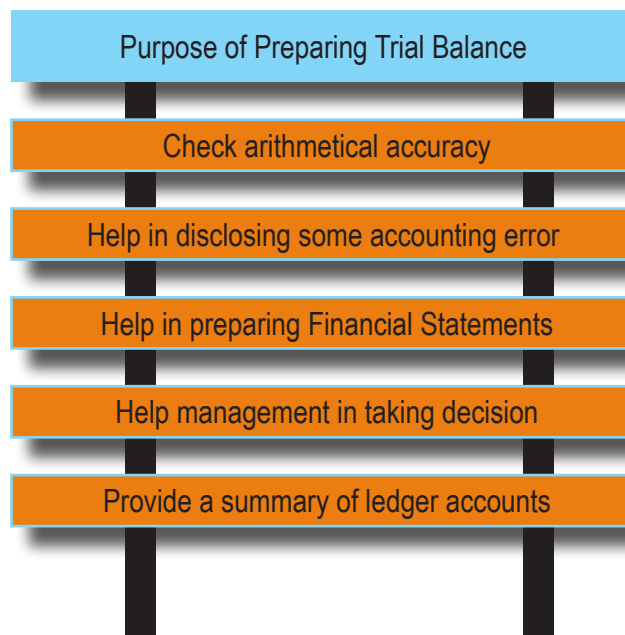 Purpose of Preparing Trial Balance
Check arithmetical accuracy
Help in disclosing some accounting error
Help in preparing Financial Statements
Help management in taking decision
Provide a summary of ledger accounts